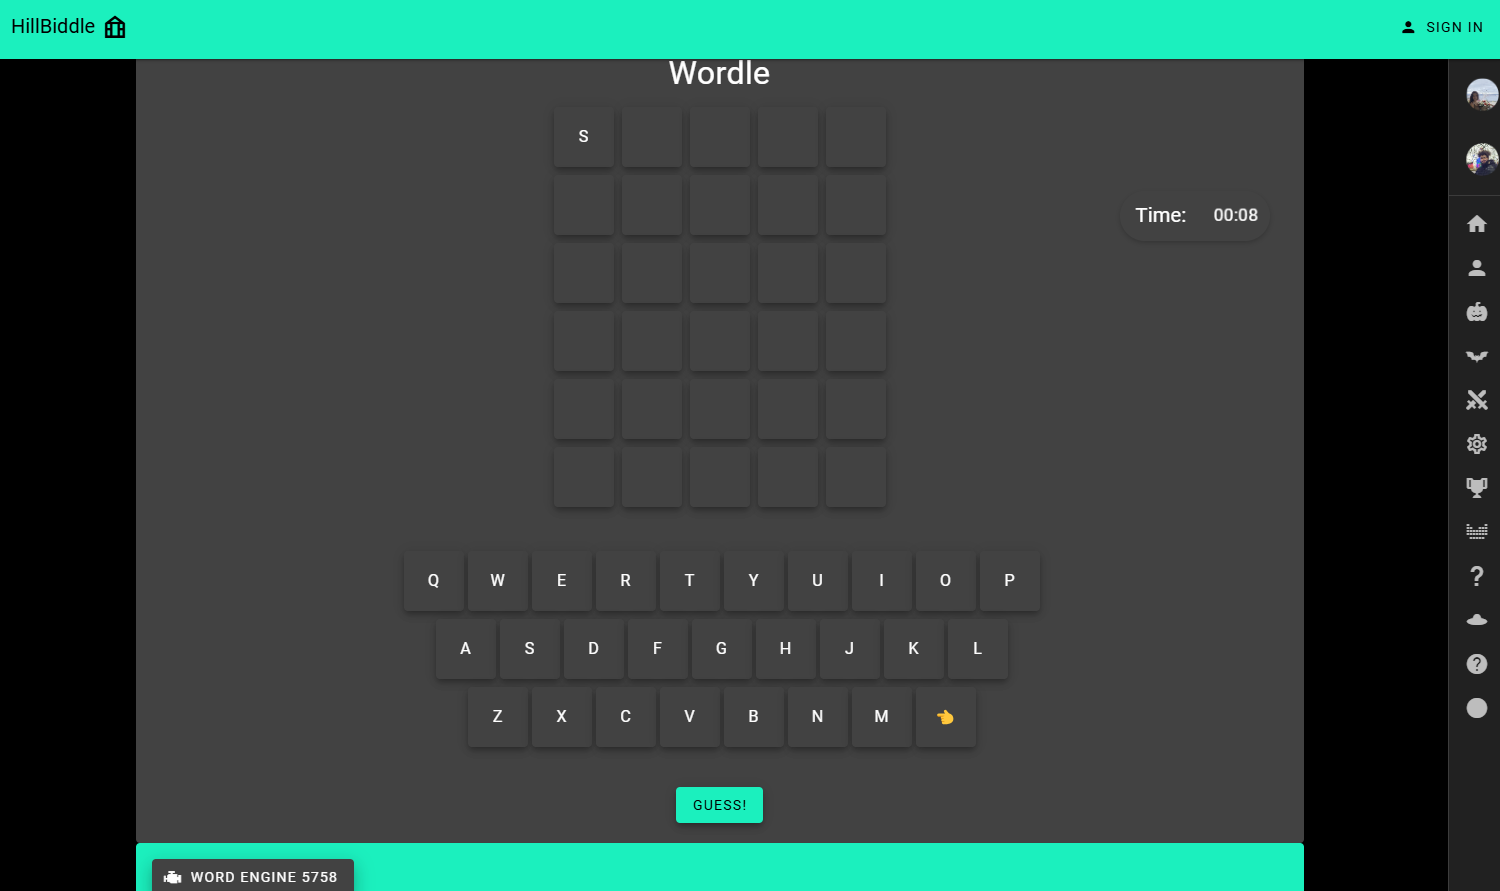 HillBiddle
SIGN IN
Wordle
S
Time: 00:08
Q W E R T Y U I O P
A S D F G H J K L
Z X C V B N M
GUESS!
WORD ENGINE 5758